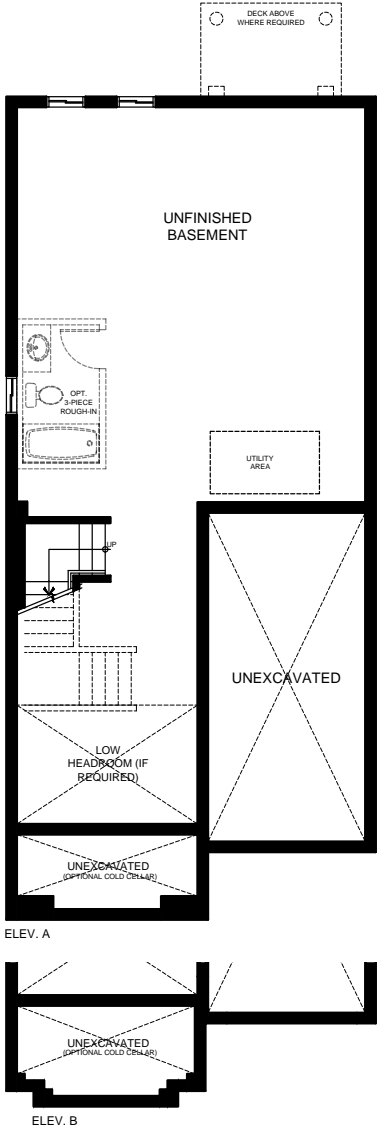 DECK ABOVE
WHERE REQUIRED
UNFINISHED
BASEMENT
OPT.
3-PIECE
ROUGH-IN
UTILITY
AREA
UP
UNEXCAVATED
LOW
HEADROOM (IF
REQUIRED)
UNEXCAVATED
(OPTIONAL COLD CELLAR)
ELEV. A
UNEXCAVATED
(OPTIONAL COLD CELLAR)
ELEV. B